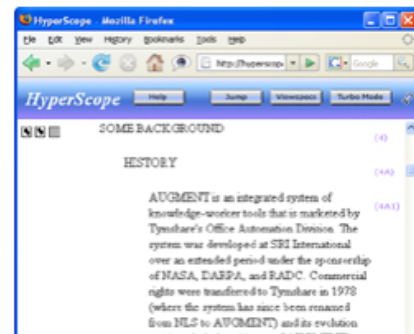 HyperScope - Mozilla Firefox
File Edit View History Bookmarks Tools Help
http://hyperscop Google
HyperScope Help Jump Viewspecs Turbo Mode
SOME BACKGROUND (4)
HISTORY (4A)
AUGMENT is an integrated system of (4A1)
knowledge-worker tools that is marketed by
Tymshare's Office Automation Division. The
system was developed at SRI International
over an extended period under the sponsorship
of NASA, DARPA, and RADC. Commercial
rights were transferred to Tymshare in 1978
(where the system has since been renamed
from NLS to AUGMENT) and its evolution